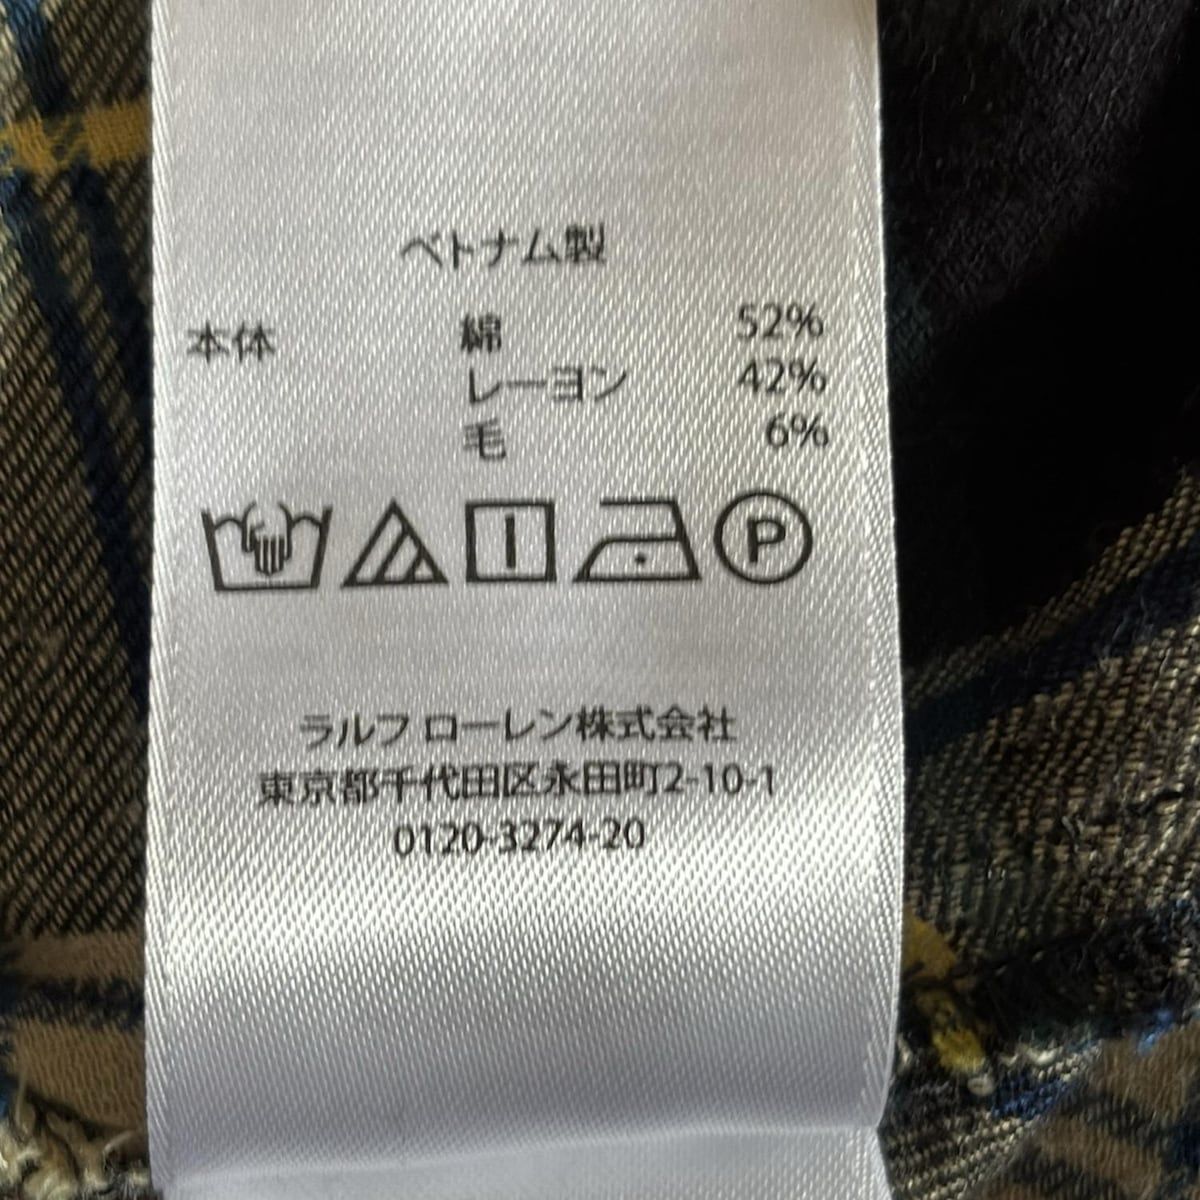 ベトナム製
本体 綿 52%
レーヨン 42%
毛 6%
P
ラルフ ローレン株式会社
東京都千代田区永田町2-10-1
0120-3274-20